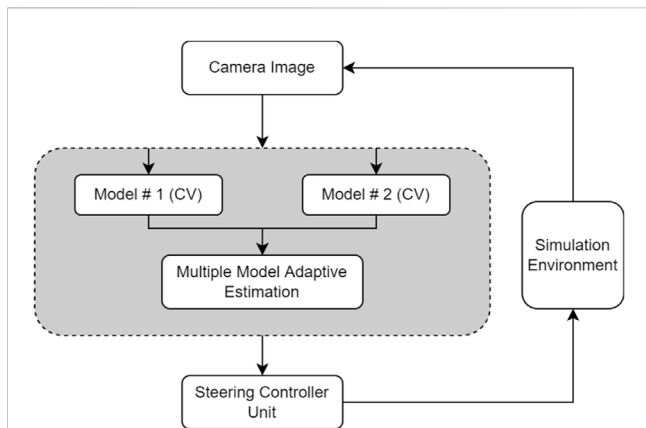 Camera Image
Model # 1 (CV)
Model # 2 (CV)
Multiple Model Adaptive
Estimation
Simulation
Environment
Steering Controller
Unit